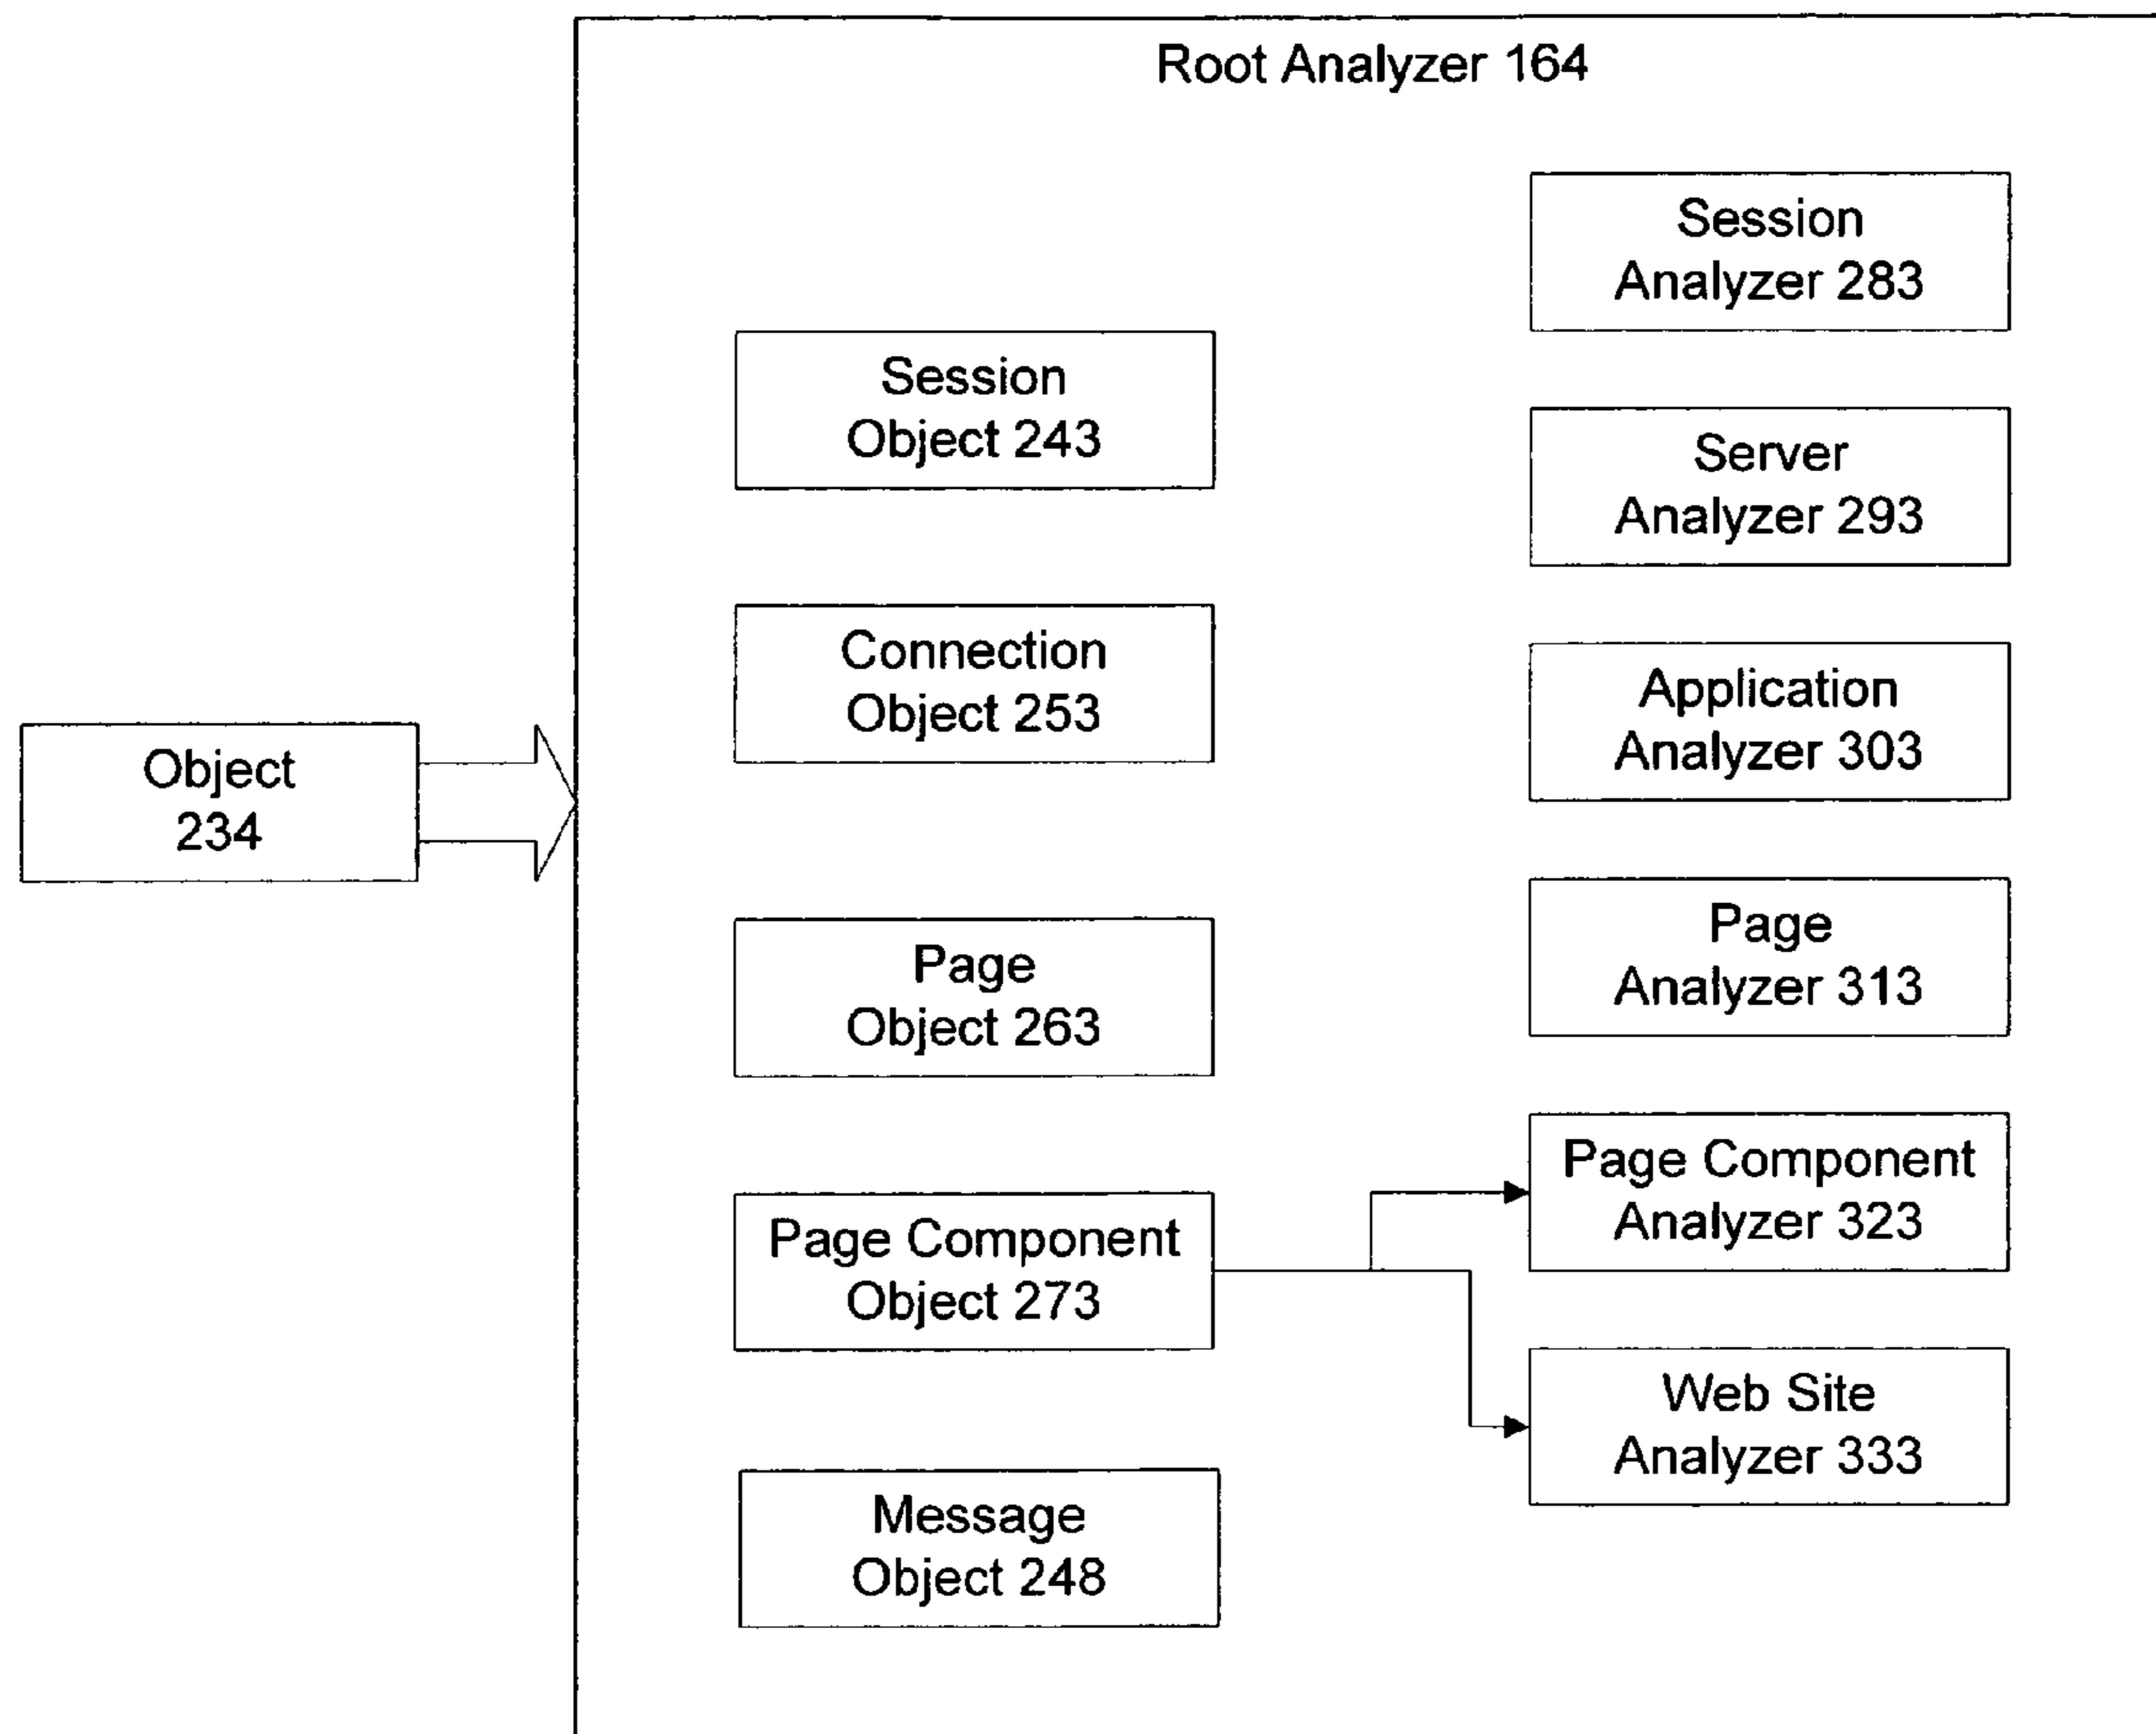 Root Analyzer 164
Object
234
Session
Object 243
Connection
Object 253
Page
Object 263
Page Component
Object 273
Message
Object 248
Session
Analyzer 283
Server
Analyzer 293
Application
Analyzer 303
Page
Analyzer 313
Page Component
Analyzer 323
Web Site
Analyzer 333